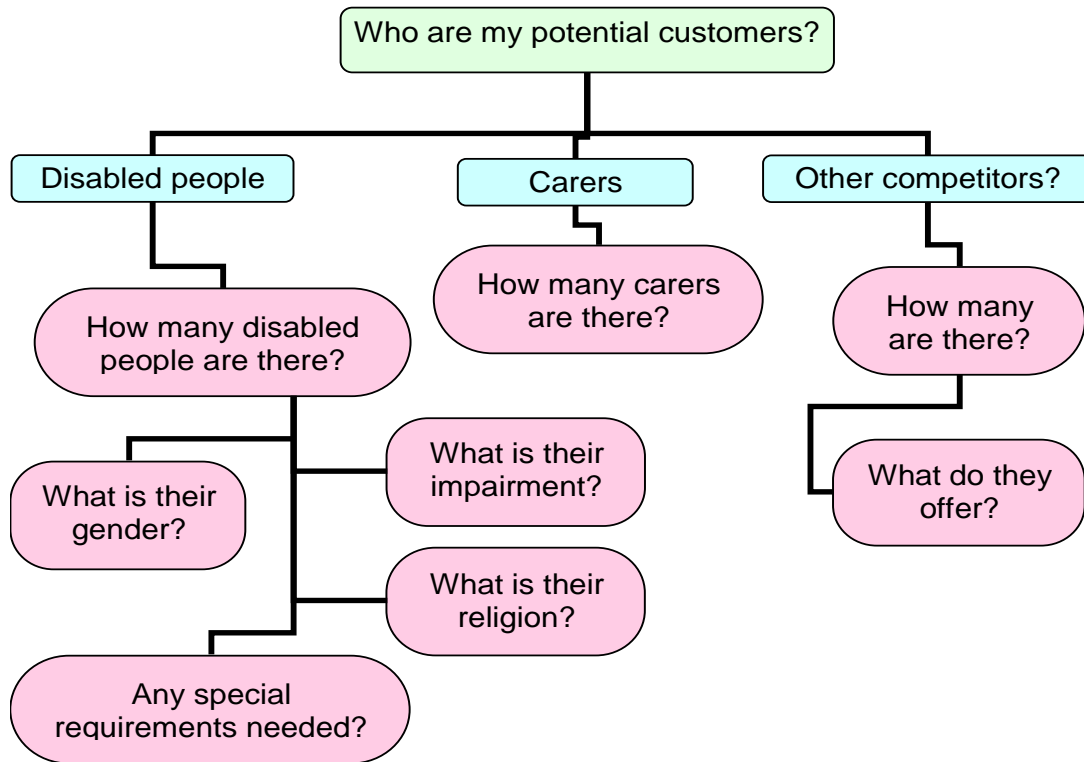 Who are my potential customers?
Disabled people
Carers
Other competitors?
How many disabled
people are there?
How many carers
are there?
How many
are there?
What is their
gender?
What is their
impairment?
What do they
offer?
What is their
religion?
Any special
requirements needed?